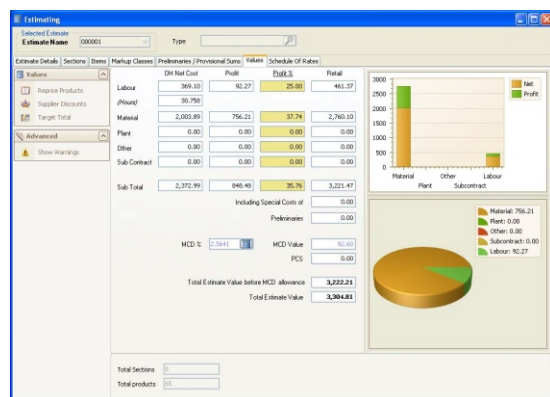 Estimating
Selected Estimate
Estimate Name 000001 Type
Estimate Details Sections Items Markup Classes Preliminaries / Provisional Sums Values Schedule Of Rates
Values
Reprice Products
Supplier Discounts
Target Total
Advanced
Show Warnings
DH Net Cost Profit Profit % Retail
Labour 369.10 92.27 25.00 461.37
(Hours) 30.758
Material 2,003.89 756.21 37.74 2,760.10
Plant 0.00 0.00 0.00 0.00
Other 0.00 0.00 0.00 0.00
Sub Contract 0.00 0.00 0.00 0.00
Sub Total 2,372.99 848.48 35.76 3,221.47
Including Special Costs of 0.00
Preliminaries 0.00
MCD % 2.5641 MCD Value 82.60
PCS 0.00
Total Estimate Value before MCD allowance 3,222.21
Total Estimate Value 3,304.81
Total Sections
Total products
3000
2500
2000
1500
1000
500
0
Material Other Labour
Plant Subcontract
Net
Profit
Material: 756.21
Plant: 0.00
Other: 0.00
Subcontract: 0.00
Labour: 92.27